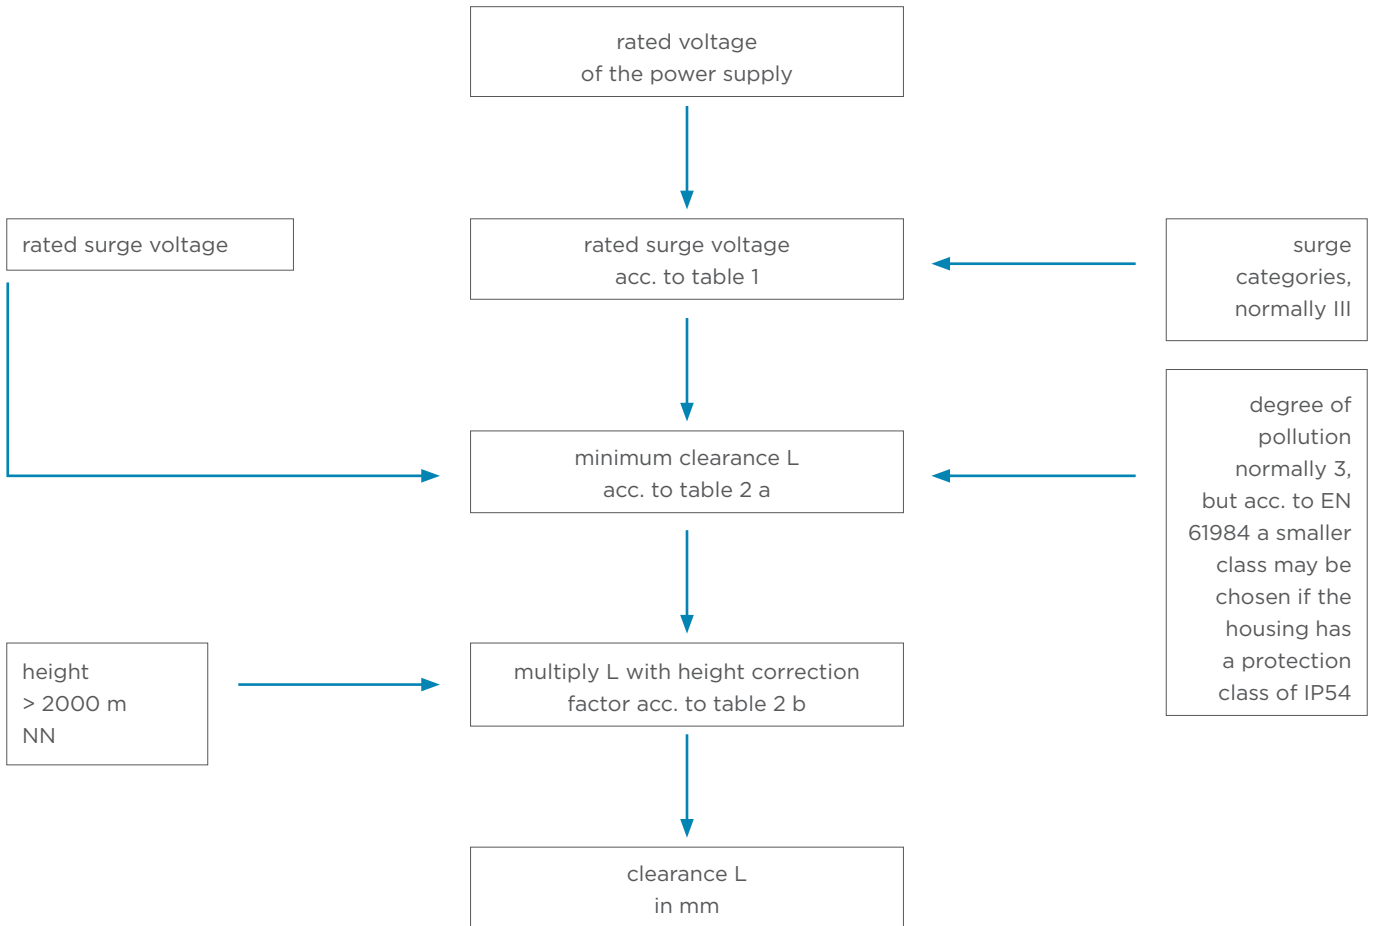 rated voltage
of the power supply
rated surge voltage
rated surge voltage
acc. to table 1
surge
categories,
normally III
minimum clearance L
acc. to table 2 a
degree of
pollution
normally 3,
but acc. to EN
61984 a smaller
class may be
chosen if the
housing has
a protection
class of IP54
height
> 2000 m
NN
multiply L with height correction
factor acc. to table 2 b
clearance L
in mm